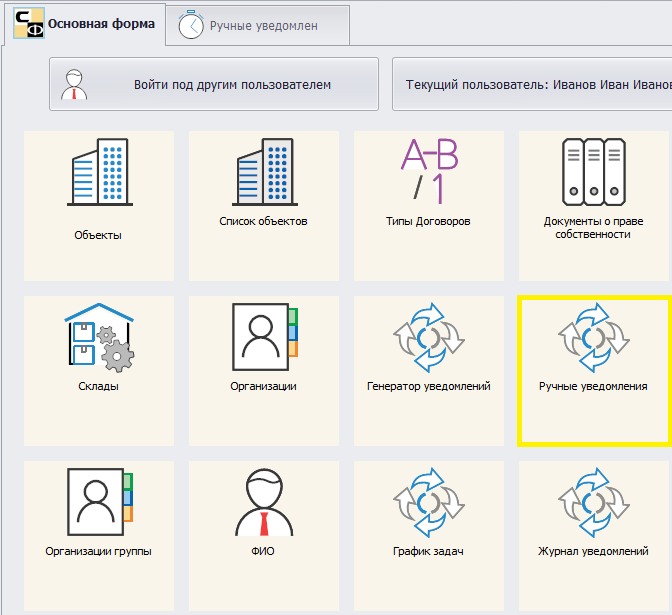 СФ Основная форма
Ручные уведомлен
Войти под другим пользователем
Текущий пользователь: Иванов Иван Иванов
A-B
/1
Объекты
Список объектов
Типы Договоров
Документы о праве
собственности
Склады
Организации
Генератор уведомлений
Ручные уведомления
Организации группы
ФИО
График задач
Журнал уведомлений